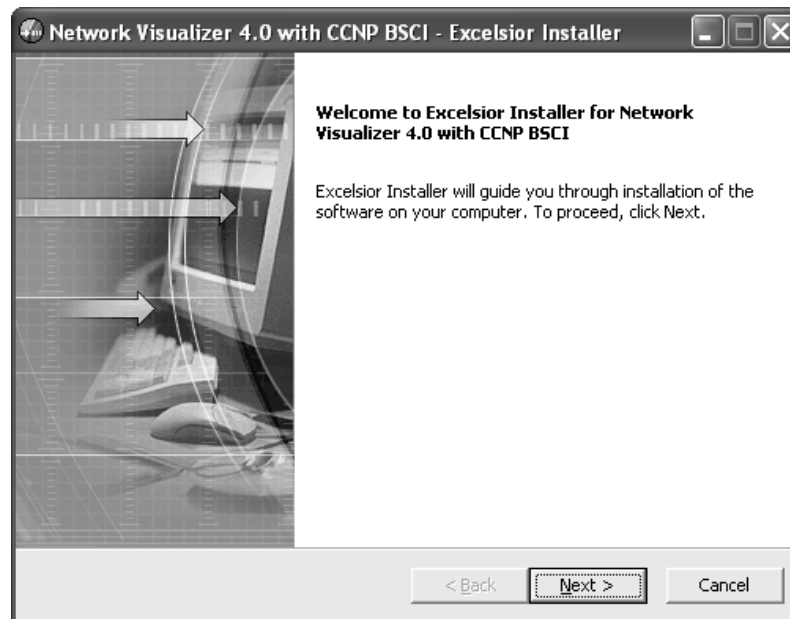 Network Visualizer 4.0 with CCNP BSCI - Excelsior Installer
Welcome to Excelsior Installer for Network
Visualizer 4.0 with CCNP BSCI
Excelsior Installer will guide you through installation of the
software on your computer. To proceed, click Next.
< Back
Next >
Cancel